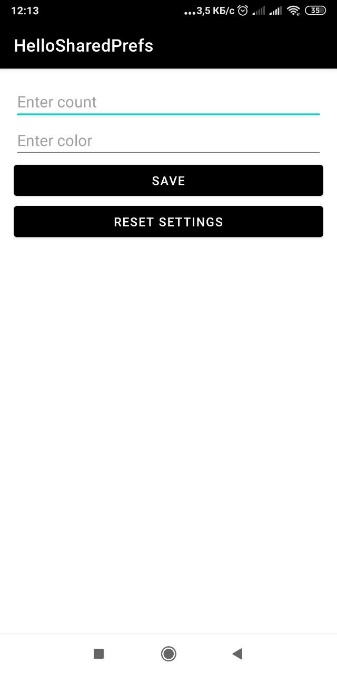 12:13 ...3,5 КБ/с 35
HelloSharedPrefs
Enter count
Enter color
SAVE
RESET SETTINGS